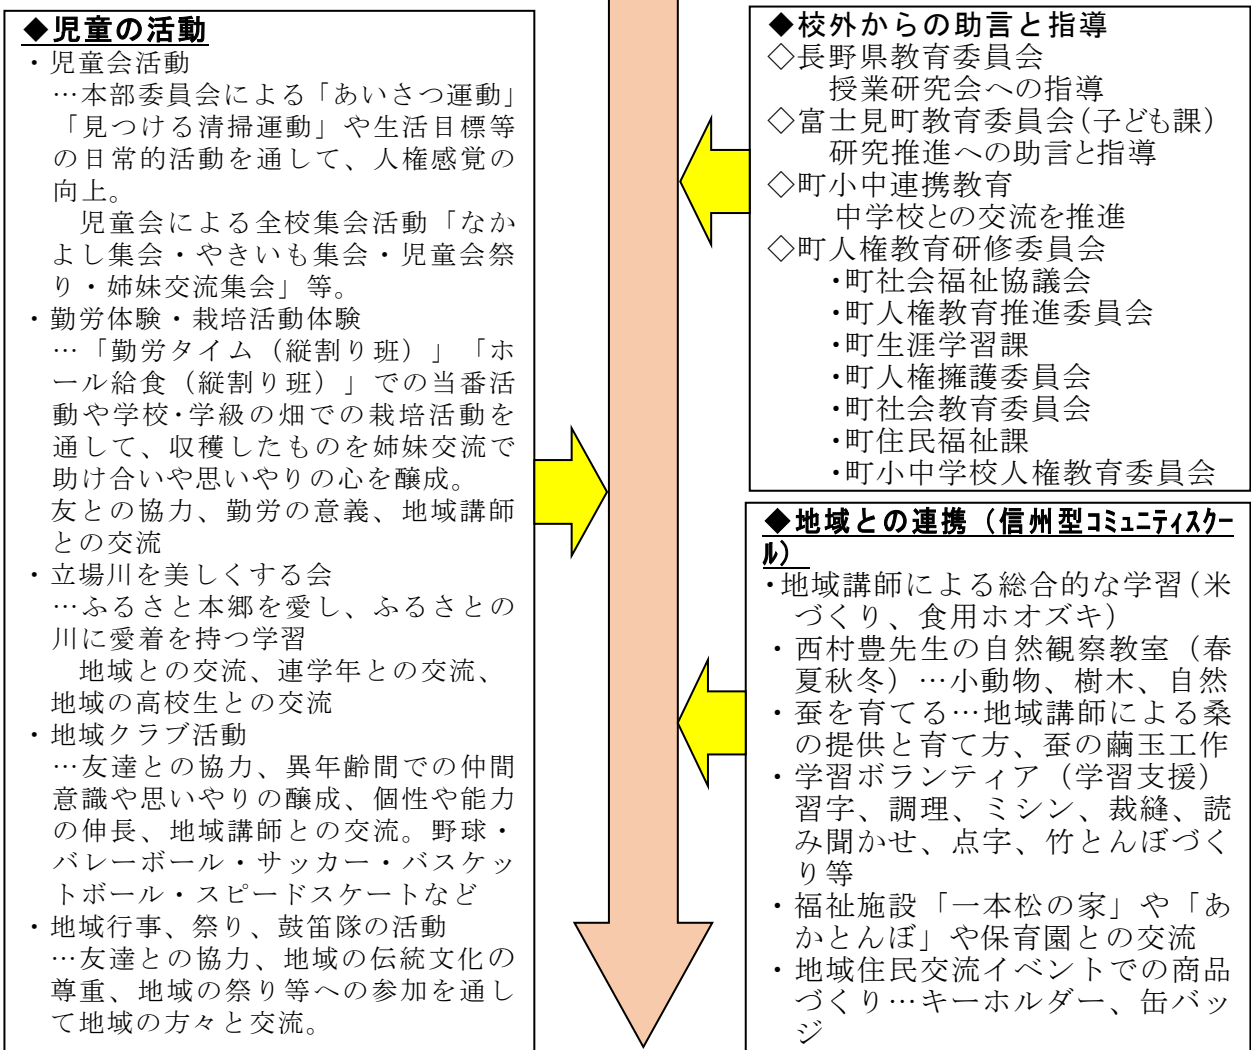 ◆児童の活動
・児童会活動
…本部委員会による「あいさつ運動」
「見つける清掃運動」や生活目標等
の日常的活動を通して、人権感覚の
向上。
　児童会による全校集会活動「なか
よし集会・やきいも集会・児童会祭
り・姉妹交流集会」等。
・勤労体験・栽培活動体験
…「勤労タイム（縦割り班）」「ホ
ール給食（縦割り班）」での当番活
動や学校・学級の畑での栽培活動を
通して、収穫したものを姉妹交流で
助け合いや思いやりの心を醸成。
友との協力、勤労の意義、地域講師
との交流
・立場川を美しくする会
…ふるさと本郷を愛し、ふるさとの
川に愛着を持つ学習
　地域との交流、連学年との交流、
地域の高校生との交流
・地域クラブ活動
…友達との協力、異年齢間での仲間
意識や思いやりの醸成、個性や能力
の伸長、地域講師との交流。野球・
バレーボール・サッカー・バスケッ
トボール・スピードスケートなど
・地域行事、祭り、鼓笛隊の活動
…友達との協力、地域の伝統文化の
尊重、地域の祭り等への参加を通し
て地域の方々と交流。
◆校外からの助言と指導
◇長野県教育委員会
授業研究会への指導
◇富士見町教育委員会（子ども課）
研究推進への助言と指導
◇町小中連携教育
中学校との交流を推進
◇町人権教育研修委員会
・町社会福祉協議会
・町人権教育推進委員会
・町生涯学習課
・町人権擁護委員会
・町社会教育委員会
・町住民福祉課
・町小中学校人権教育委員会
◆地域との連携（信州型ｺﾐｭﾆﾃｨｽｸｰ
ﾙ）
・地域講師による総合的な学習（米
づくり、食用ホオズキ）
・西村豊先生の自然観察教室（春
夏秋冬）…小動物、樹木、自然
・蚕を育てる…地域講師による桑
の提供と育て方、蚕の繭玉工作
・学習ボランティア（学習支援）
習字、調理、ミシン、裁縫、読
み聞かせ、点字、竹とんぼづく
り等
・福祉施設「一本松の家」や「あ
かとんぼ」や保育園との交流
・地域住民交流イベントでの商品
づくり…キーホルダー、缶バッ
ジ